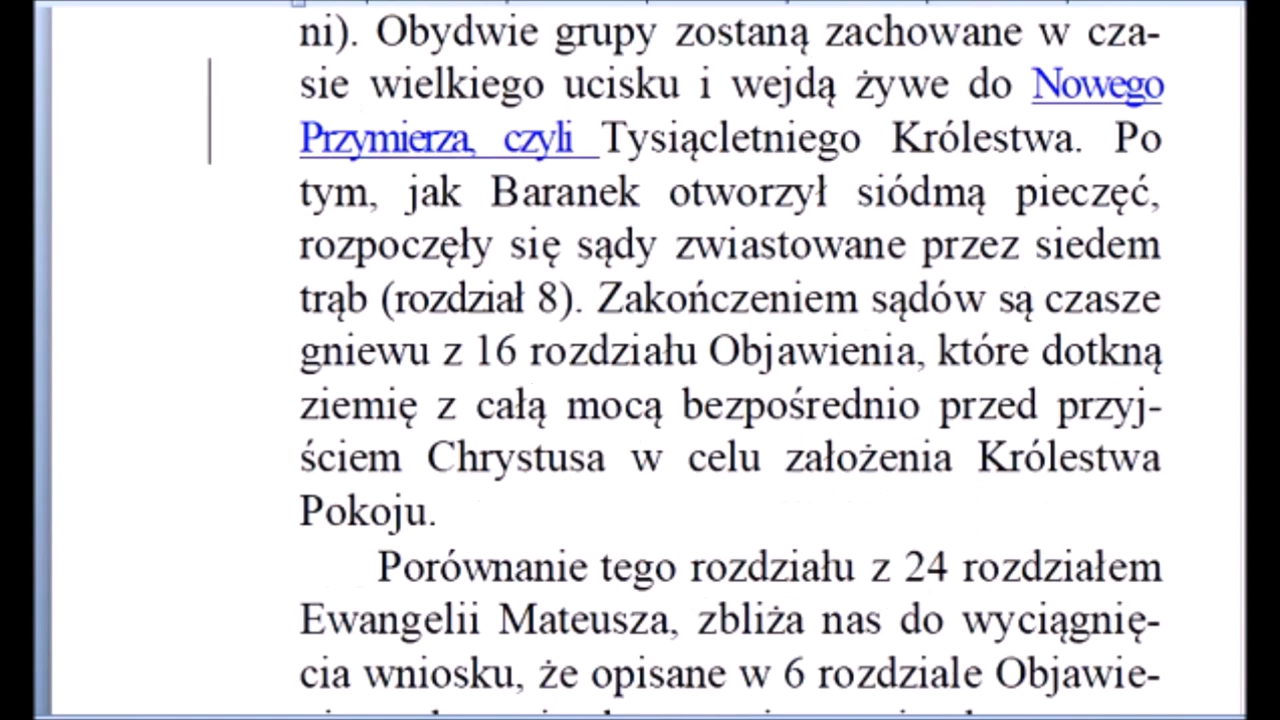 ni). Obydwie grupy zostaną zachowane w cza-
sie wielkiego ucisku i wejdą żywe do Nowego
Przymierza, czyli Tysiącletniego Królestwa. Po
tym, jak Baranek otworzył siódmą pieczęć,
rozpoczęły się sądy zwiastowane przez siedem
trąb (rozdział 8). Zakończeniem sądów są czasze
gniewu z 16 rozdziału Objawienia, które dotkną
ziemię z całą mocą bezpośrednio przed przyj-
ściem Chrystusa w celu założenia Królestwa
Pokoju.
Porównanie tego rozdziału z 24 rozdziałem
Ewangelii Mateusza, zbliża nas do wyciągnię-
cia wniosku, że opisane w 6 rozdziale Objawie-